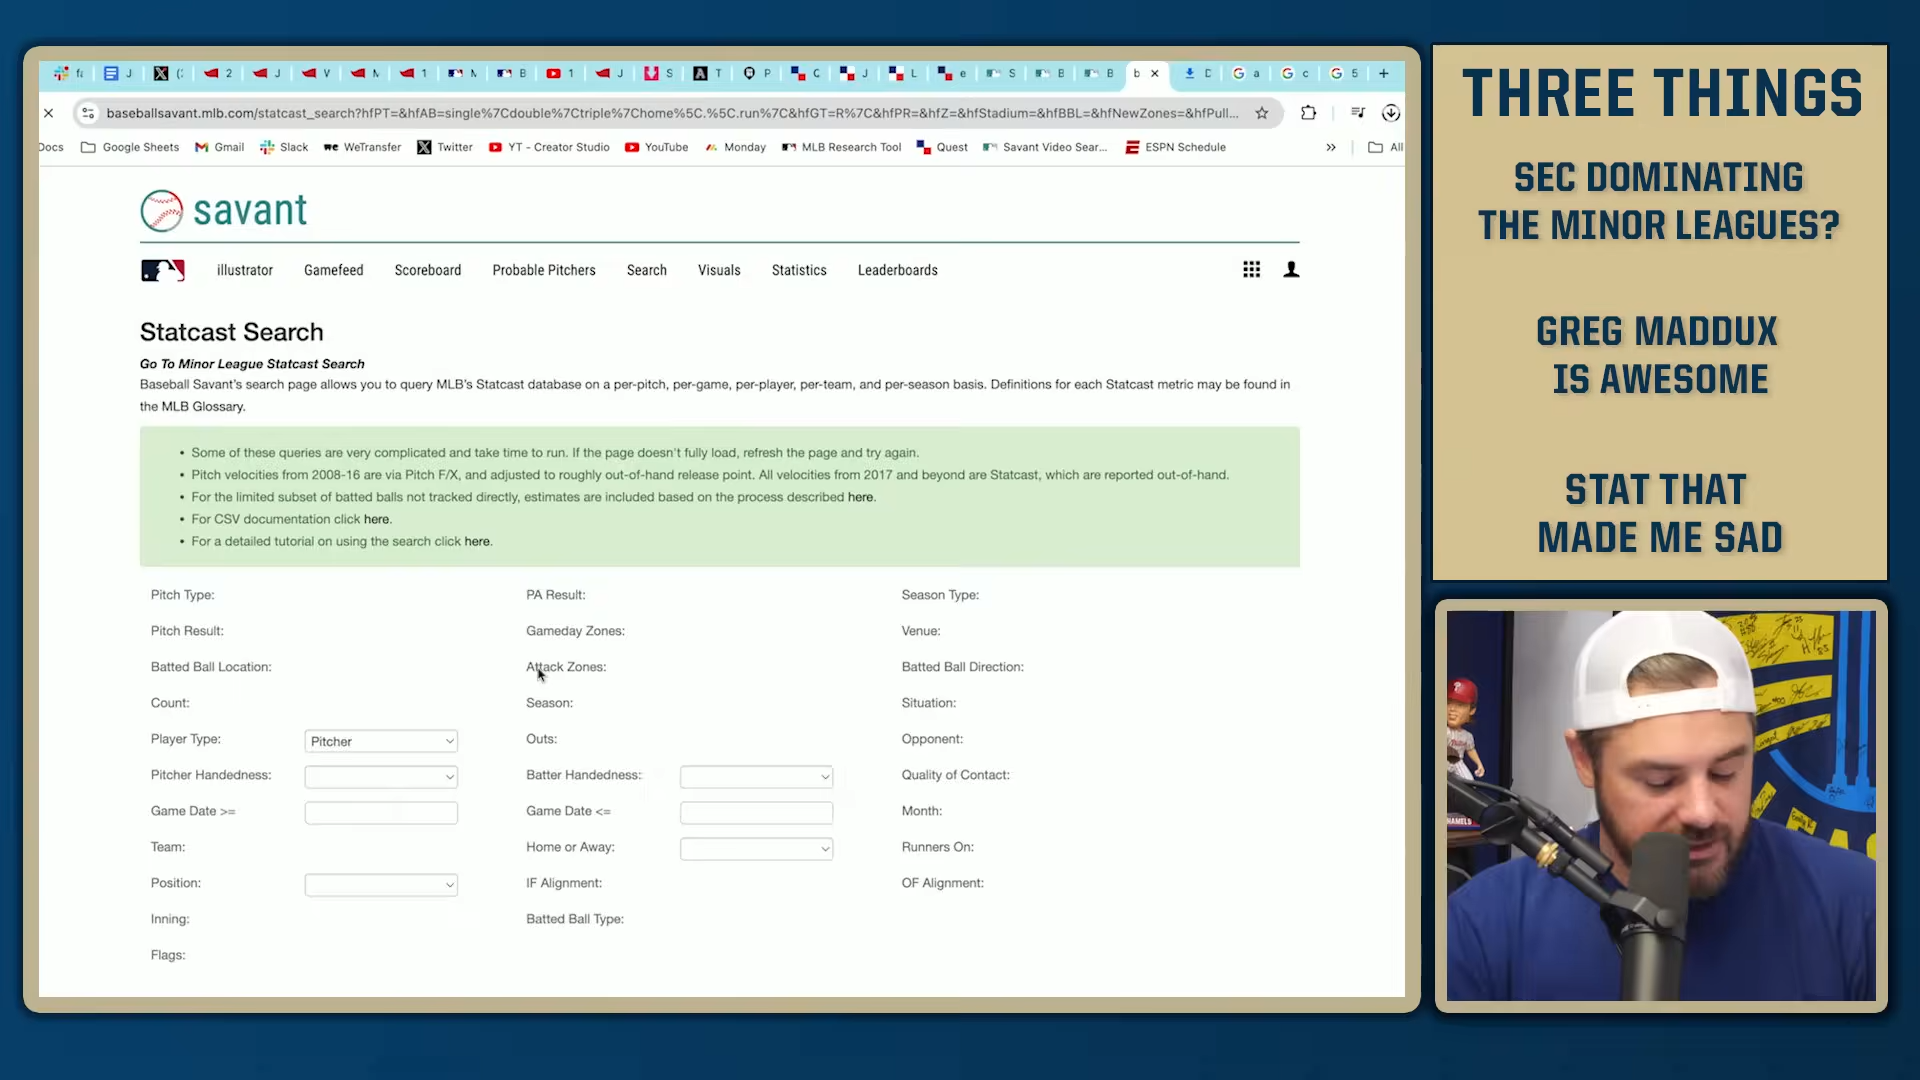 baseballsavant.mlb.com/statcast_search?hfPT=&hfAB=single%7Cdouble%7Ctriple%7Chome%5C.%5C.run%7C&hfGT=R%7C&hfPR=&hfZ=&hfStadium=&hfBBL=&hfNewZones=&hfPull...
Docs Google Sheets Gmail Slack WeTransfer Twitter YT - Creator Studio YouTube Monday MLB Research Tool Quest Savant Video Sear... ESPN Schedule » All
savant
illustrator Gamefeed Scoreboard Probable Pitchers Search Visuals Statistics Leaderboards
Statcast Search
Go To Minor League Statcast Search
Baseball Savant's search page allows you to query MLB's Statcast database on a per-pitch, per-game, per-player, per-team, and per-season basis. Definitions for each Statcast metric may be found in
the MLB Glossary.
• Some of these queries are very complicated and take time to run. If the page doesn't fully load, refresh the page and try again.
• Pitch velocities from 2008-16 are via Pitch F/X, and adjusted to roughly out-of-hand release point. All velocities from 2017 and beyond are Statcast, which are reported out-of-hand.
• For the limited subset of batted balls not tracked directly, estimates are included based on the process described here.
• For CSV documentation click here.
• For a detailed tutorial on using the search click here.
Pitch Type: PA Result: Season Type:
Pitch Result: Gameday Zones: Venue:
Batted Ball Location: Attack Zones: Batted Ball Direction:
Count: Season: Situation:
Player Type: Pitcher Outs: Opponent:
Pitcher Handedness: Batter Handedness: Quality of Contact:
Game Date >= Game Date <= Month:
Team: Home or Away: Runners On:
Position: IF Alignment: OF Alignment:
Inning: Batted Ball Type:
Flags:
THREE THINGS
SEC DOMINATING
THE MINOR LEAGUES?
GREG MADDUX
IS AWESOME
STAT THAT
MADE ME SAD